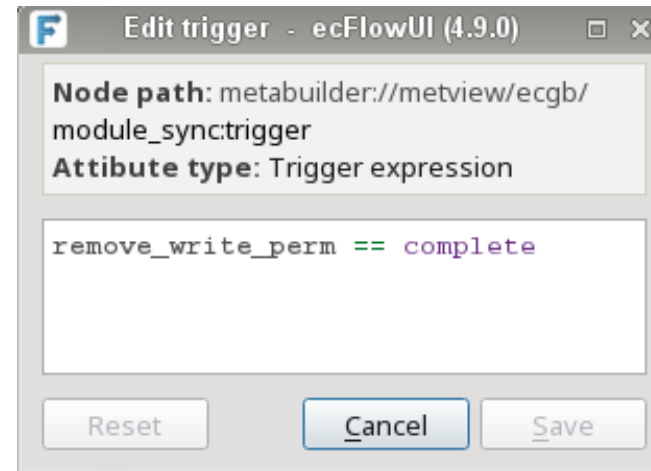 Edit trigger - ecFlowUI (4.9.0)
Node path: metabuilder://metview/ecgb/
module_sync:trigger
Attibute type: Trigger expression
remove_write_perm == complete
Reset Cancel Save